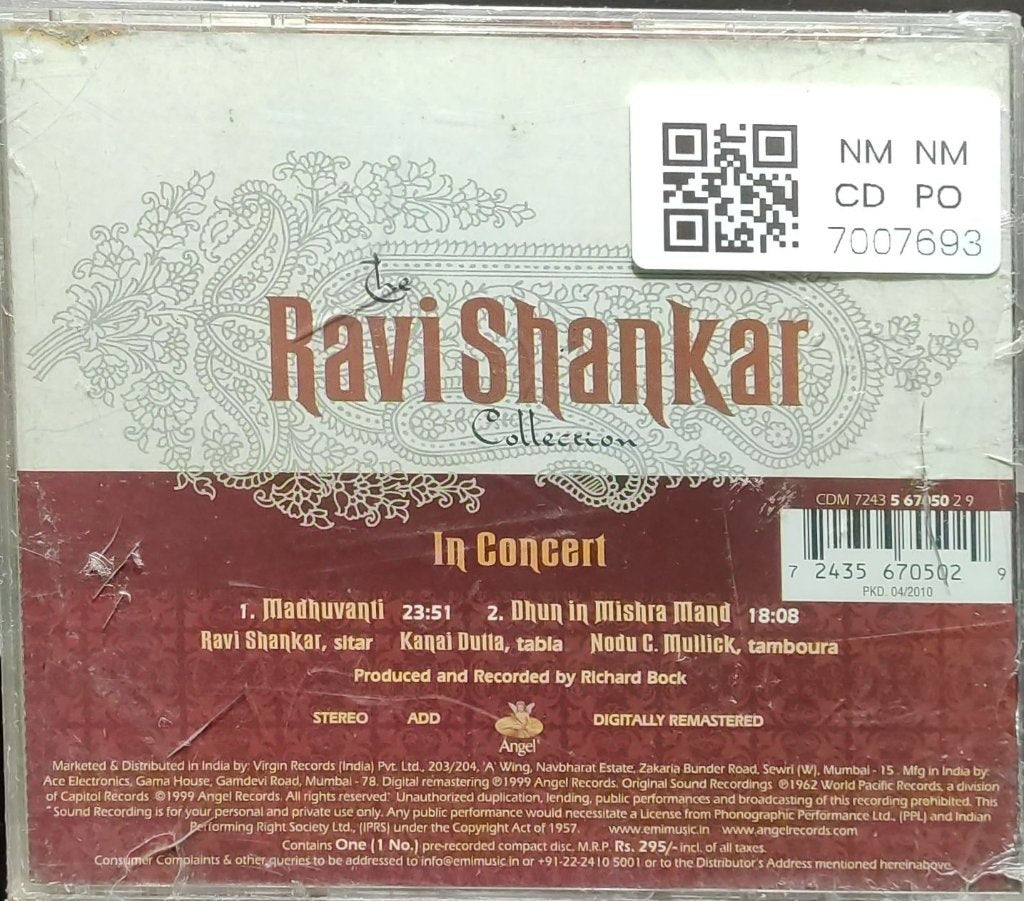 NM NM
CD PO
7007693
The
Ravi Shankar
Collection
CDM 7243 5 67050 2 9
In Concert
7 2435 670502 9
PKD. 04/2010
1. Madhuvanti 23:51 2. Dhun in Mishra Mand 18:08
Ravi Shankar, sitar Kanai Dutta, tabla Nodu C. Mullick, tamboura
Produced and Recorded by Richard Bock
STEREO ADD DIGITALLY REMASTERED
Angel
Marketed & Distributed in India by: Virgin Records (India) Pvt. Ltd., 203/204, 'A' Wing, Navbharat Estate, Zakaria Bunder Road, Sewri (W), Mumbai - 15. Mfg in India by:
Ace Electronics, Gama House, Gamdevi Road, Mumbai - 78. Digital remastering ℗1999 Angel Records. Original Sound Recordings ℗1962 World Pacific Records, a division
of Capitol Records ©1999 Angel Records. All rights reserved. Unauthorized duplication, lending, public performances and broadcasting of this recording prohibited. This
Sound Recording is for your personal and private use only. Any public performance would necessitate a License from Phonographic Performance Ltd., (PPL) and Indian
Performing Right Society Ltd., (IPRS) under the Copyright Act of 1957. www.emimusic.in www.angelrecords.com
Contains One (1 No.) pre-recorded compact disc. M.R.P. Rs. 295/- incl. of all taxes.
Consumer Complaints & other queries to be addressed to info@emimusic.in or +91-22-2410 5001 or to the Distributor's Address mentioned hereinabove